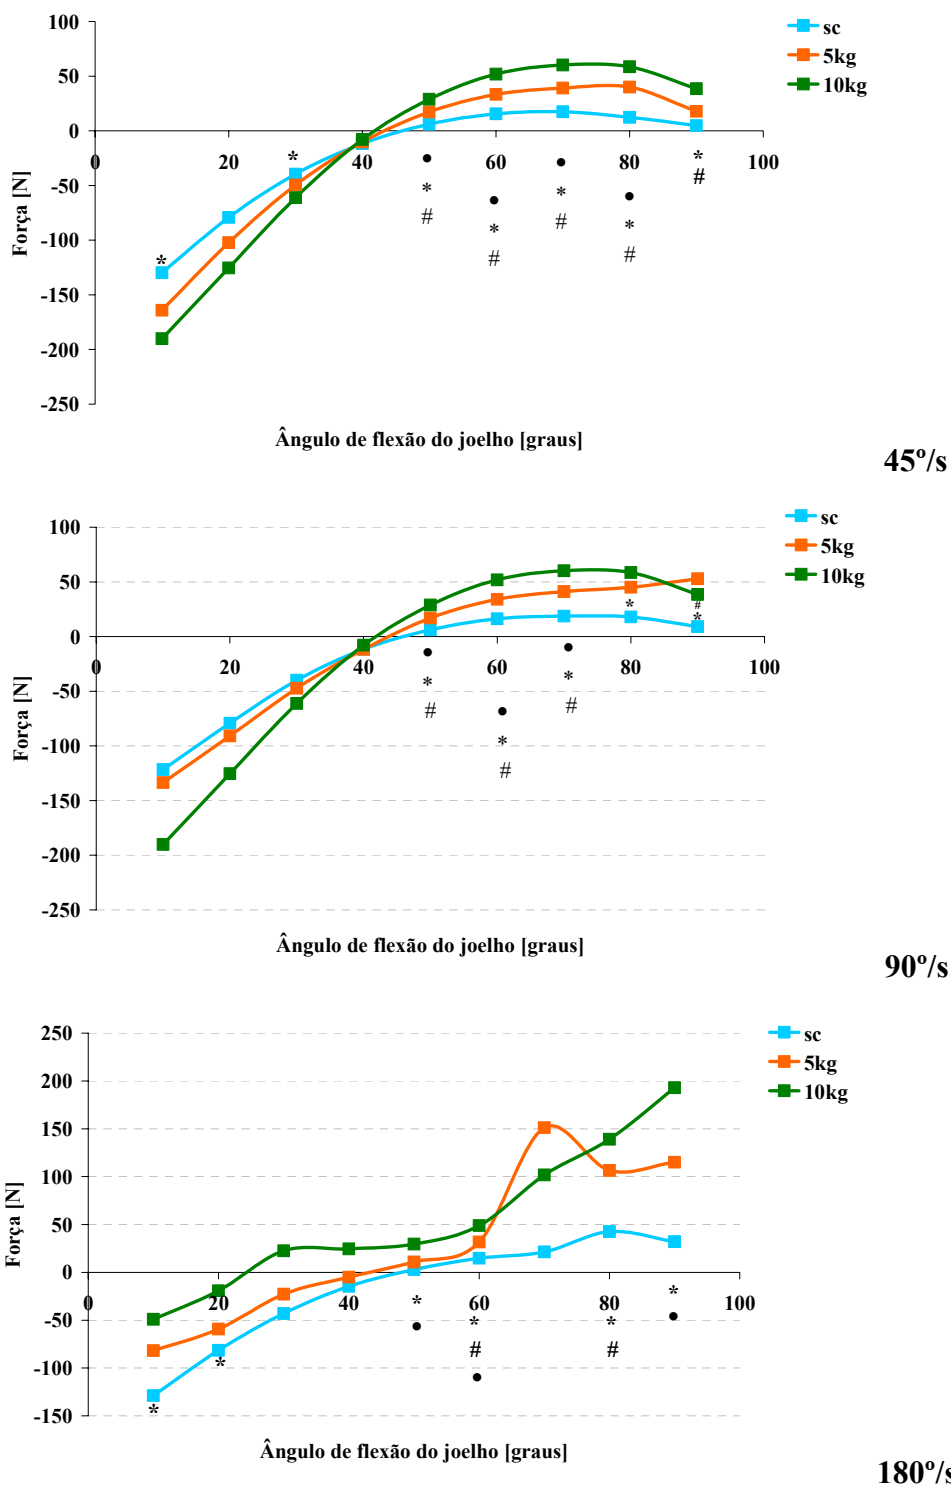 100
50
0
-50
-100
-150
-200
-250
Força [N]
0 20 40 60 80 100
sc
5kg
10kg
* * • * # • * # • * # • * # * #
Ângulo de flexão do joelho [graus]
45º/s
100
50
0
-50
-100
-150
-200
-250
Força [N]
0 20 40 60 80 100
sc
5kg
10kg
• * # • * # • * # * # *
Ângulo de flexão do joelho [graus]
90º/s
250
200
150
100
50
0
-50
-100
-150
Força [N]
0 20 40 60 80 100
sc
5kg
10kg
* * * • * # • * # * •
Ângulo de flexão do joelho [graus]
180º/s